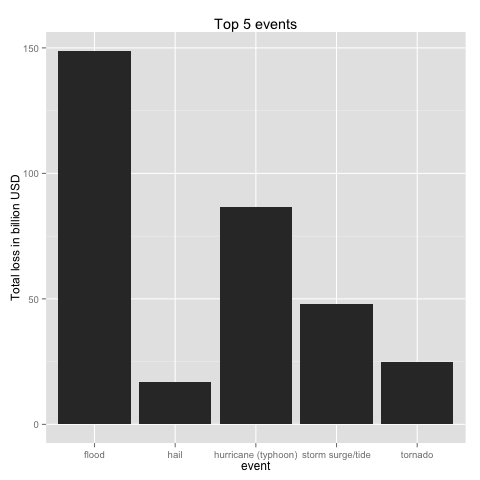 Top 5 events
Total loss in billion USD
150
100
50
0
flood hail hurricane (typhoon) storm surge/tide tornado
event